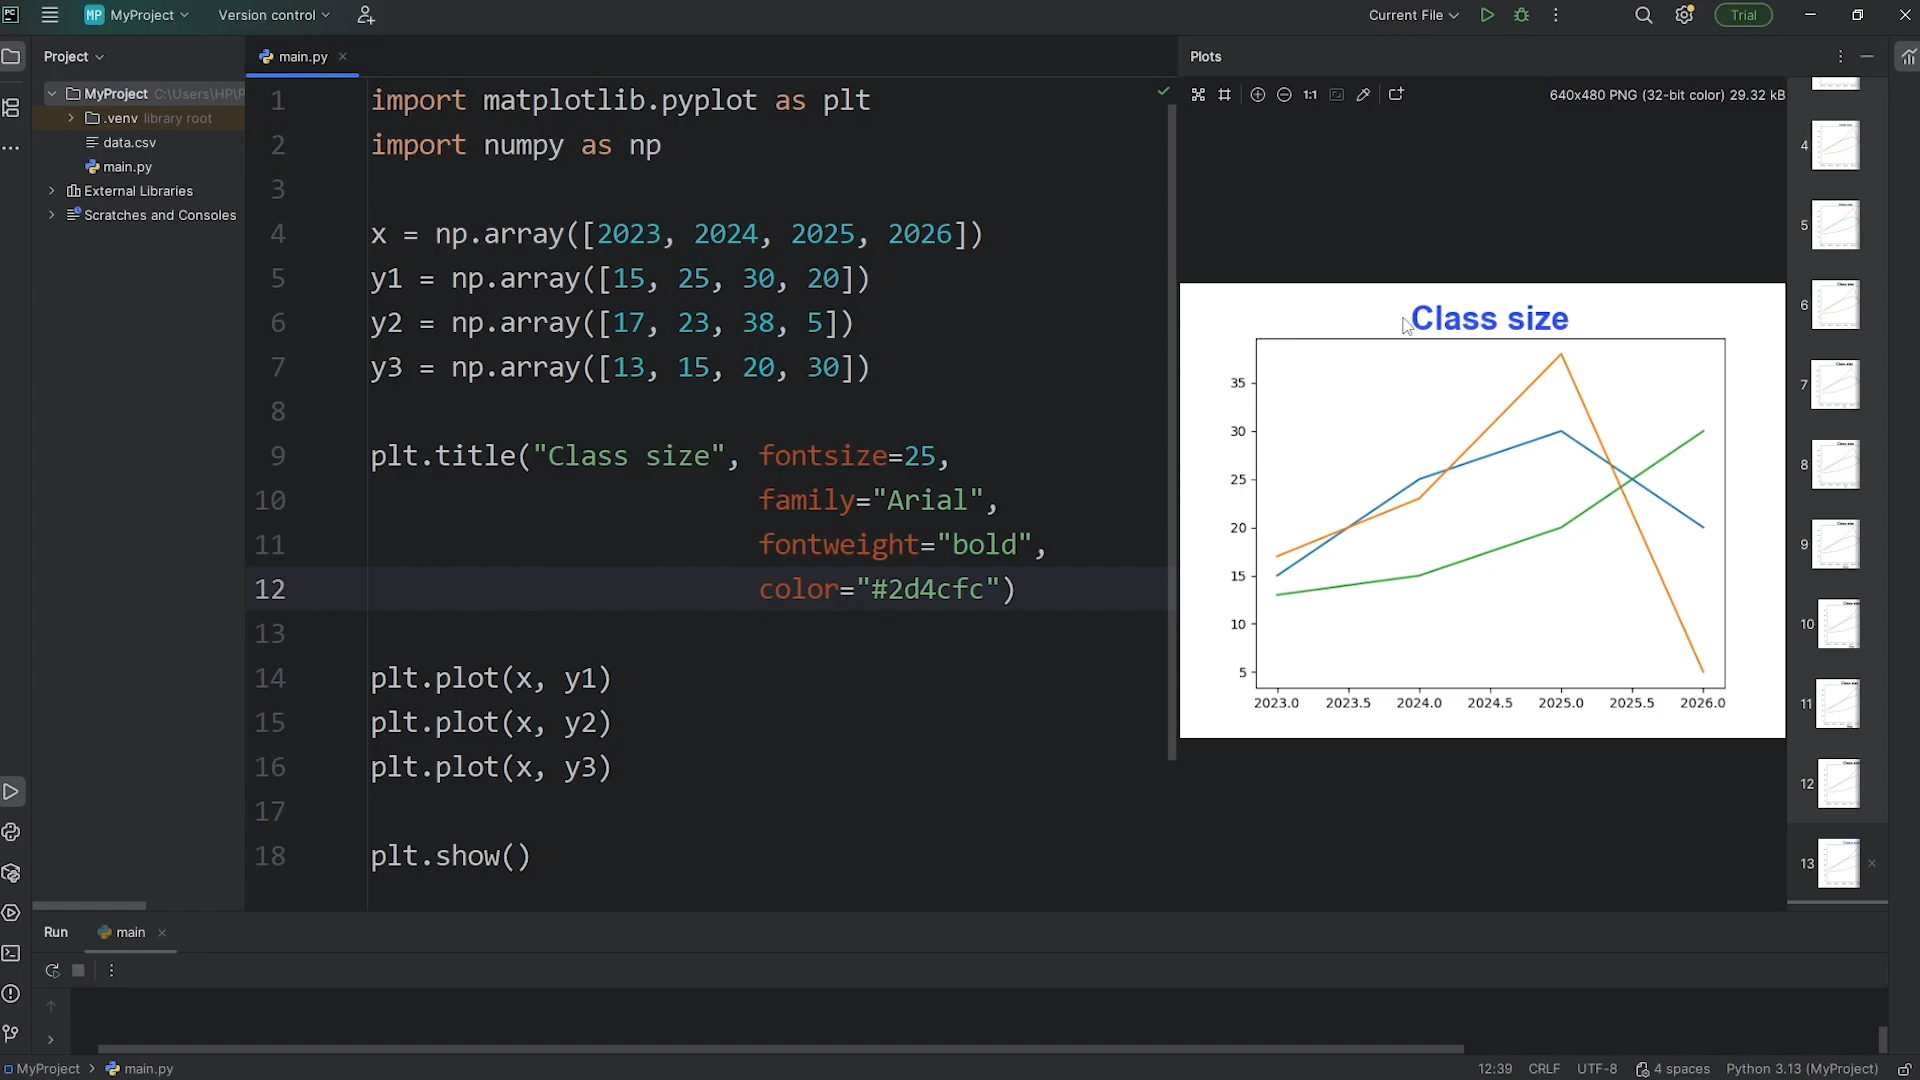 PC
MP MyProject
Version control
Current File
Trial
Project
main.py
Plots
MyProject C:\Users\HP\P
.venv library root
data.csv
main.py
External Libraries
Scratches and Consoles
1 import matplotlib.pyplot as plt
2 import numpy as np
3
4 x = np.array([2023, 2024, 2025, 2026])
5 y1 = np.array([15, 25, 30, 20])
6 y2 = np.array([17, 23, 38, 5])
7 y3 = np.array([13, 15, 20, 30])
8
9 plt.title("Class size", fontsize=25,
10 family="Arial",
11 fontweight="bold",
12 color="#2d4cfc")
13
14 plt.plot(x, y1)
15 plt.plot(x, y2)
16 plt.plot(x, y3)
17
18 plt.show()
1:1
640x480 PNG (32-bit color) 29.32 kB
Class size
35
30
25
20
15
10
5
2023.0 2023.5 2024.0 2024.5 2025.0 2025.5 2026.0
4
5
6
7
8
9
10
11
12
13
Run
main
MyProject > main.py
12:39 CRLF UTF-8 4 spaces Python 3.13 (MyProject)